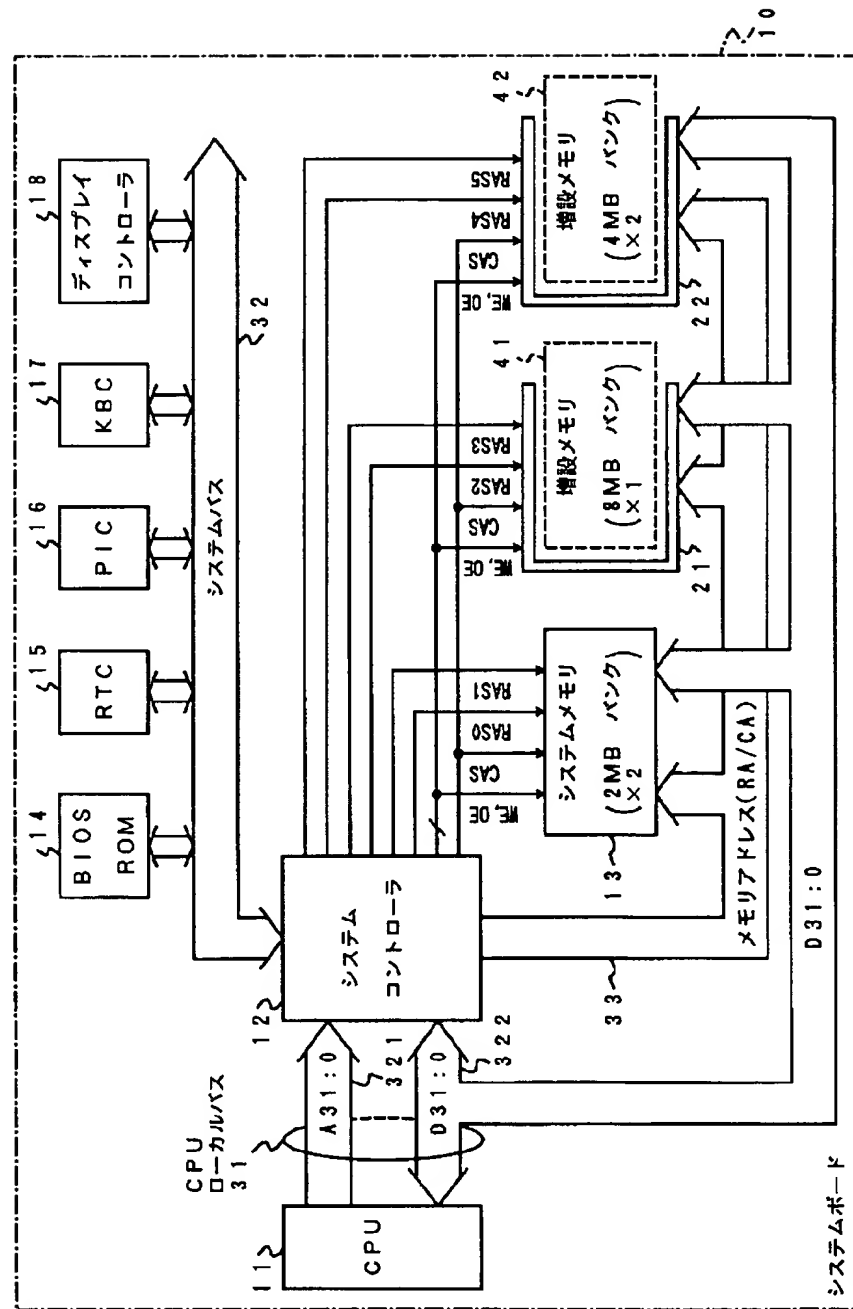 システムボード
10
CPU
11
CPU
ローカルバス
31
A31:0
321
D31:0
322
システム
コントローラ
12
BIOS
ROM
14
RTC
15
PIC
16
KBC
17
ディスプレイ
コントローラ
18
システムバス
32
WE, OE
CAS
RAS0
RAS1
システムメモリ
(2MB バンク
×2)
13
WE, OE
CAS
RAS2
RAS3
増設メモリ
(8MB バンク
×1)
41
21
WE, OE
CAS
RAS4
RAS5
増設メモリ
(4MB バンク
×2)
42
22
メモリアドレス(RA/CA)
33
D31:0